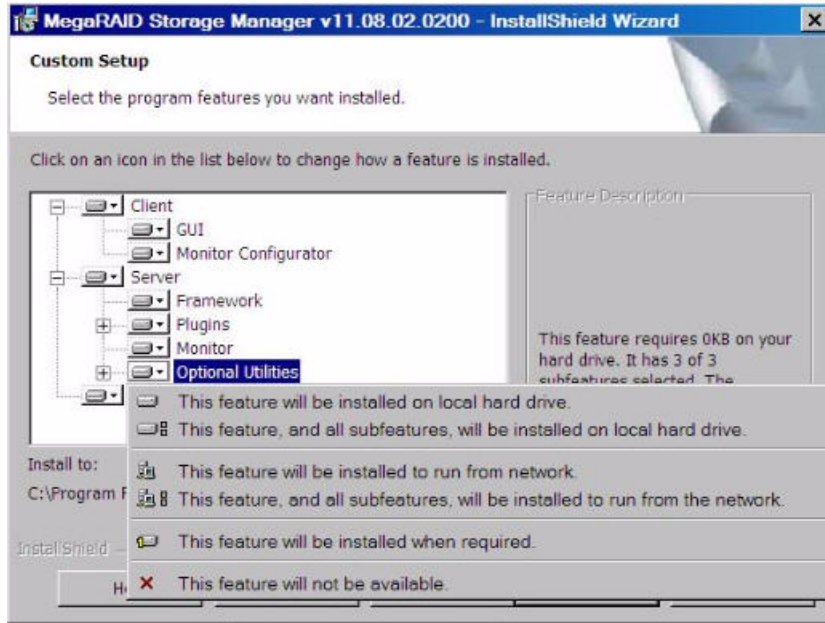 MegaRAID Storage Manager v11.08.02.0200 - InstallShield Wizard
Custom Setup
Select the program features you want installed.
Click on an icon in the list below to change how a feature is installed.
Client
GUI
Monitor Configurator
Server
Framework
Plugins
Monitor
Optional Utilities
Feature Description
This feature requires 0KB on your
hard drive. It has 3 of 3
subfeatures selected. The
This feature will be installed on local hard drive.
This feature, and all subfeatures, will be installed on local hard drive.
This feature will be installed to run from network.
This feature, and all subfeatures, will be installed to run from the network.
This feature will be installed when required.
This feature will not be available.
Install to:
C:\Program F
InstallShield